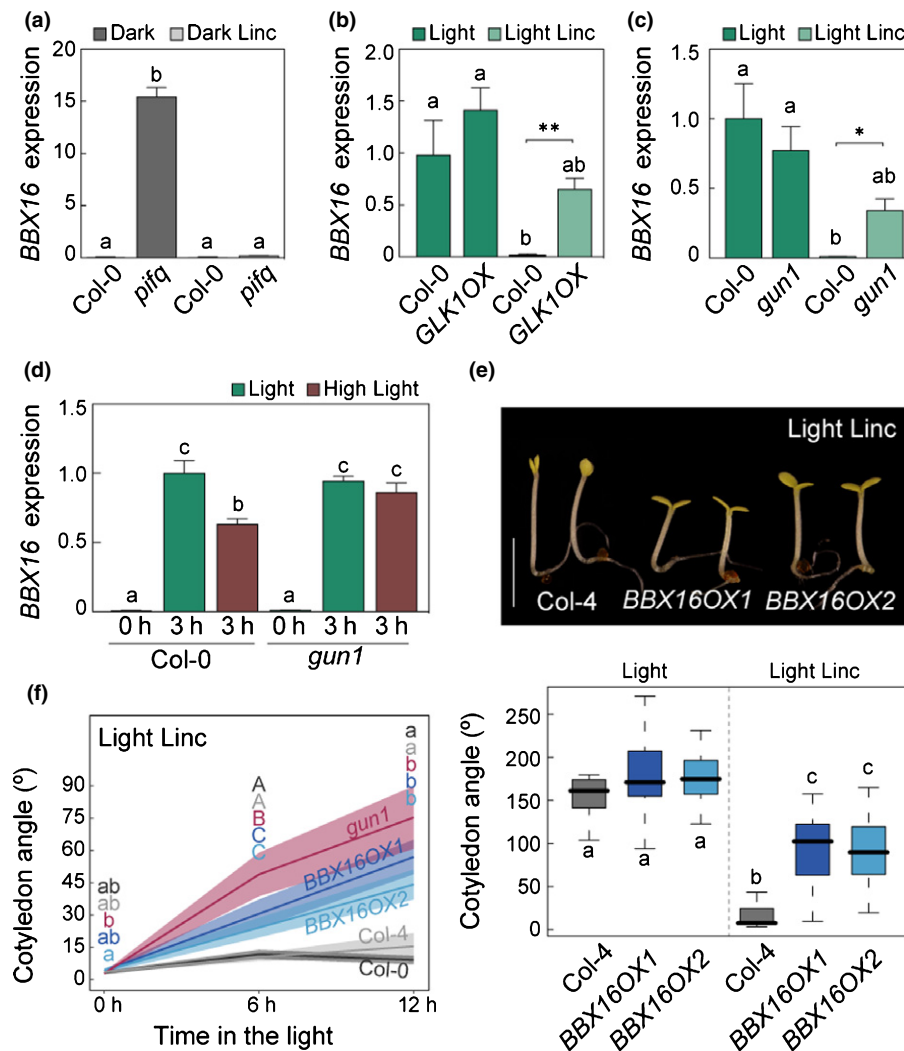 (a)
Dark Dark Linc
BBX16 expression
20
15
10
5
0
a
b
a
a
Col-0
pifq
Col-0
pifq
(b)
Light Light Linc
BBX16 expression
2.0
1.5
1.0
0.5
0
a
a
**
b
ab
Col-0
GLK1OX
Col-0
GLK1OX
(c)
Light Light Linc
BBX16 expression
1.5
1.0
0.5
0
a
a
*
b
ab
Col-0
gun1
Col-0
gun1
(d)
Light High Light
BBX16 expression
1.5
1.0
0.5
0
a
c
b
a
c
c
0 h 3 h 3 h 0 h 3 h 3 h
Col-0 gun1
(e)
Light Linc
Col-4 BBX16OX1 BBX16OX2
Light Light Linc
Cotyledon angle (º)
250
200
150
100
50
0
a
a
a
b
c
c
Col-4
BBX16OX1
BBX16OX2
Col-4
BBX16OX1
BBX16OX2
(f)
Light Linc
Cotyledon angle (º)
90
75
60
45
30
15
0
ab
ab
b
ab
a
A
A
B
C
C
a
a
b
b
b
gun1
BBX16OX1
BBX16OX2
Col-4
Col-0
0 h 6 h 12 h
Time in the light